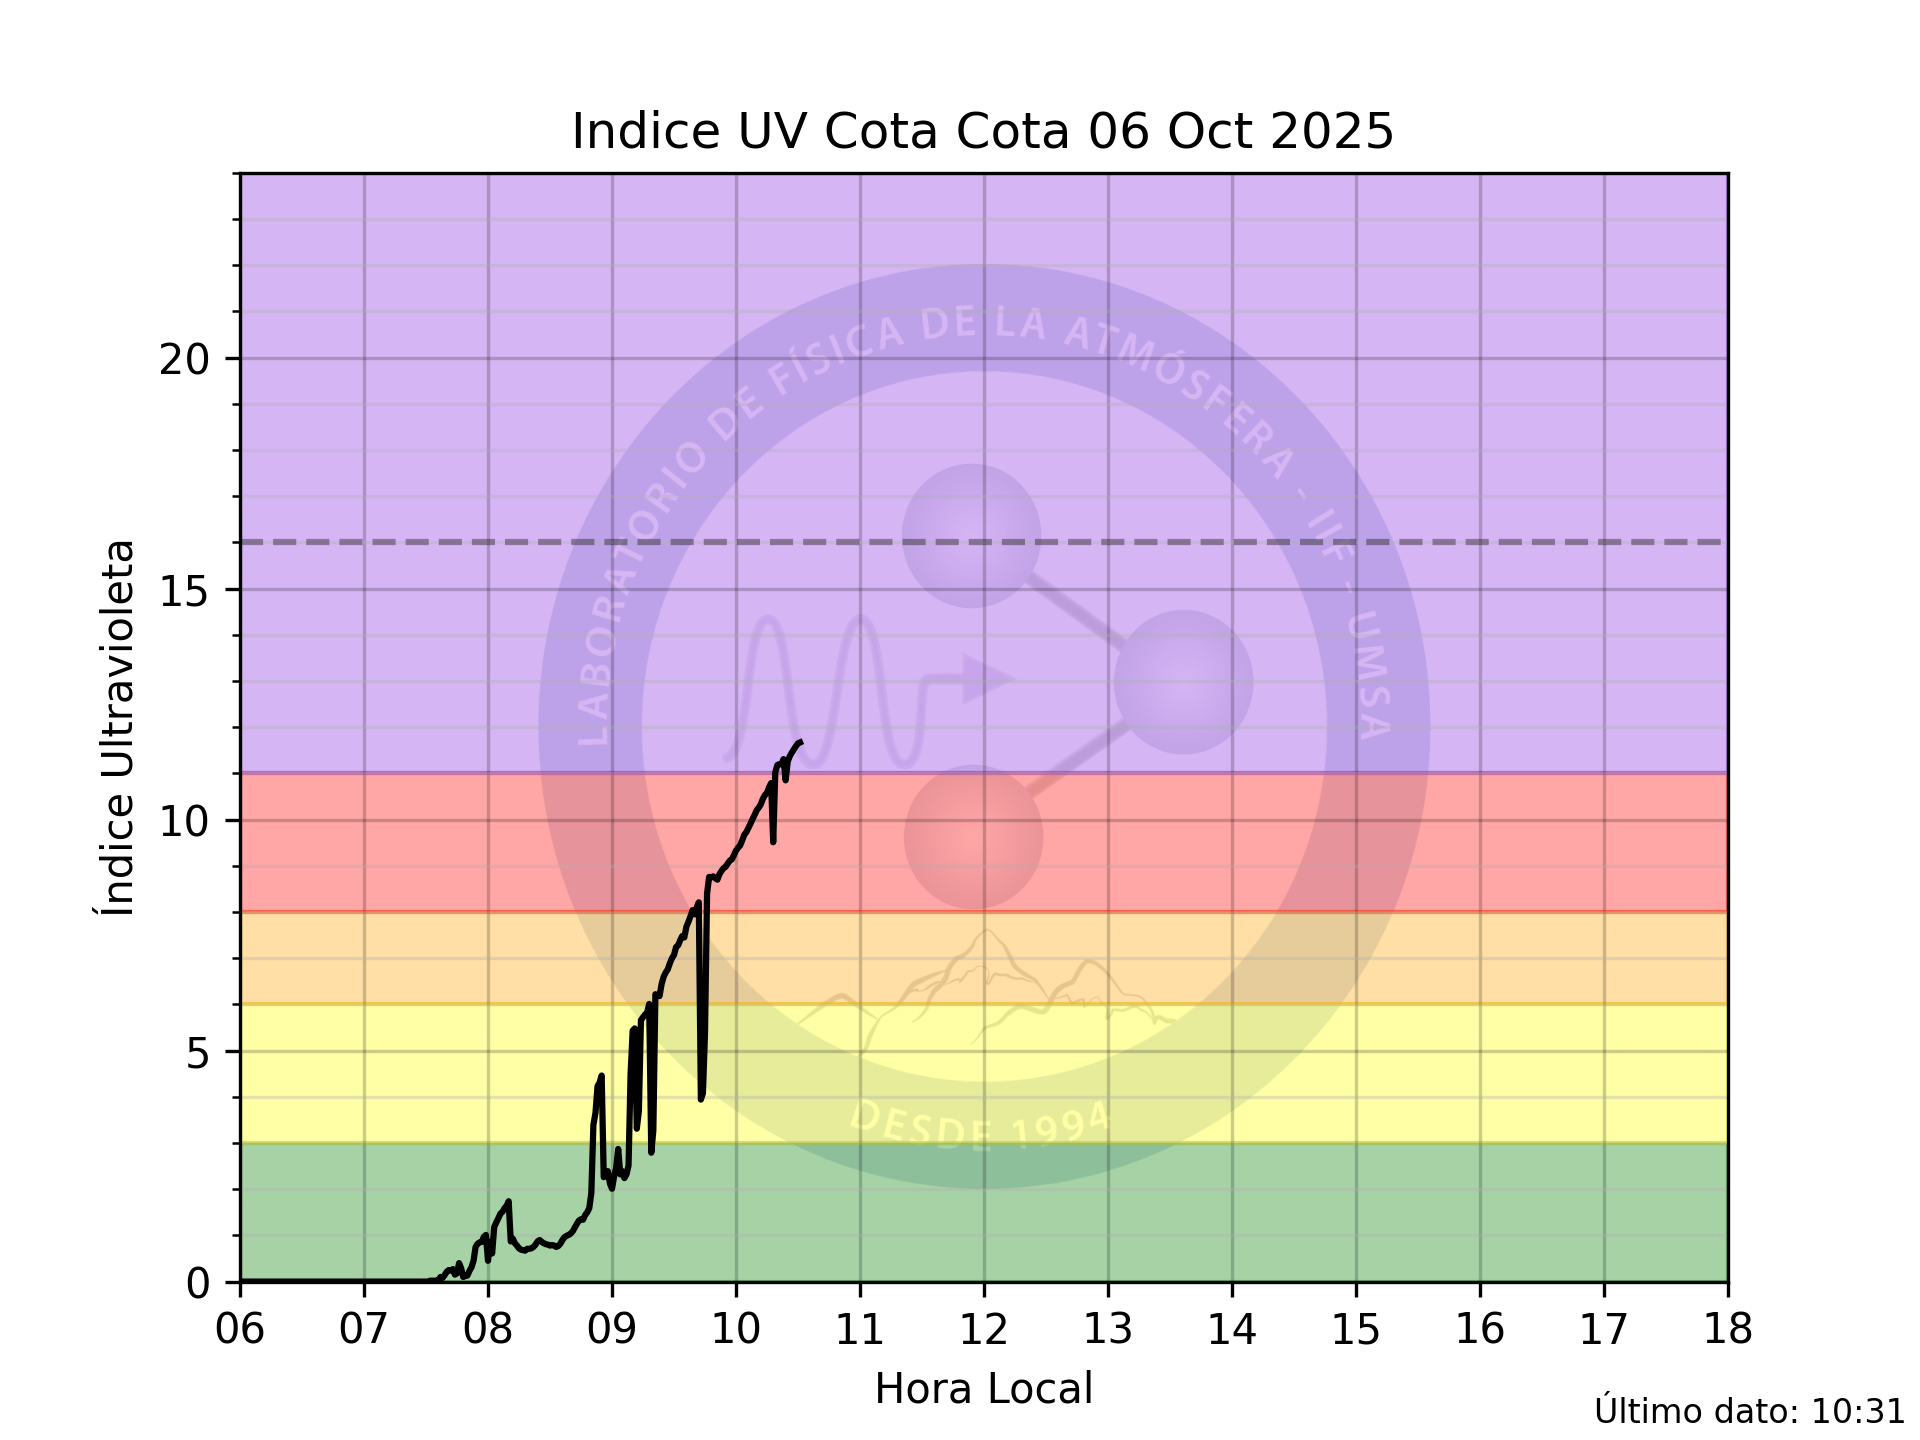 Indice UV Cota Cota 06 Oct 2025
20
15
10
5
0
Índice Ultravioleta
LABORATORIO DE FÍSICA DE LA ATMÓSFERA - IIF - UMSA
DESDE 1994
06 07 08 09 10 11 12 13 14 15 16 17 18
Hora Local
Último dato: 10:31